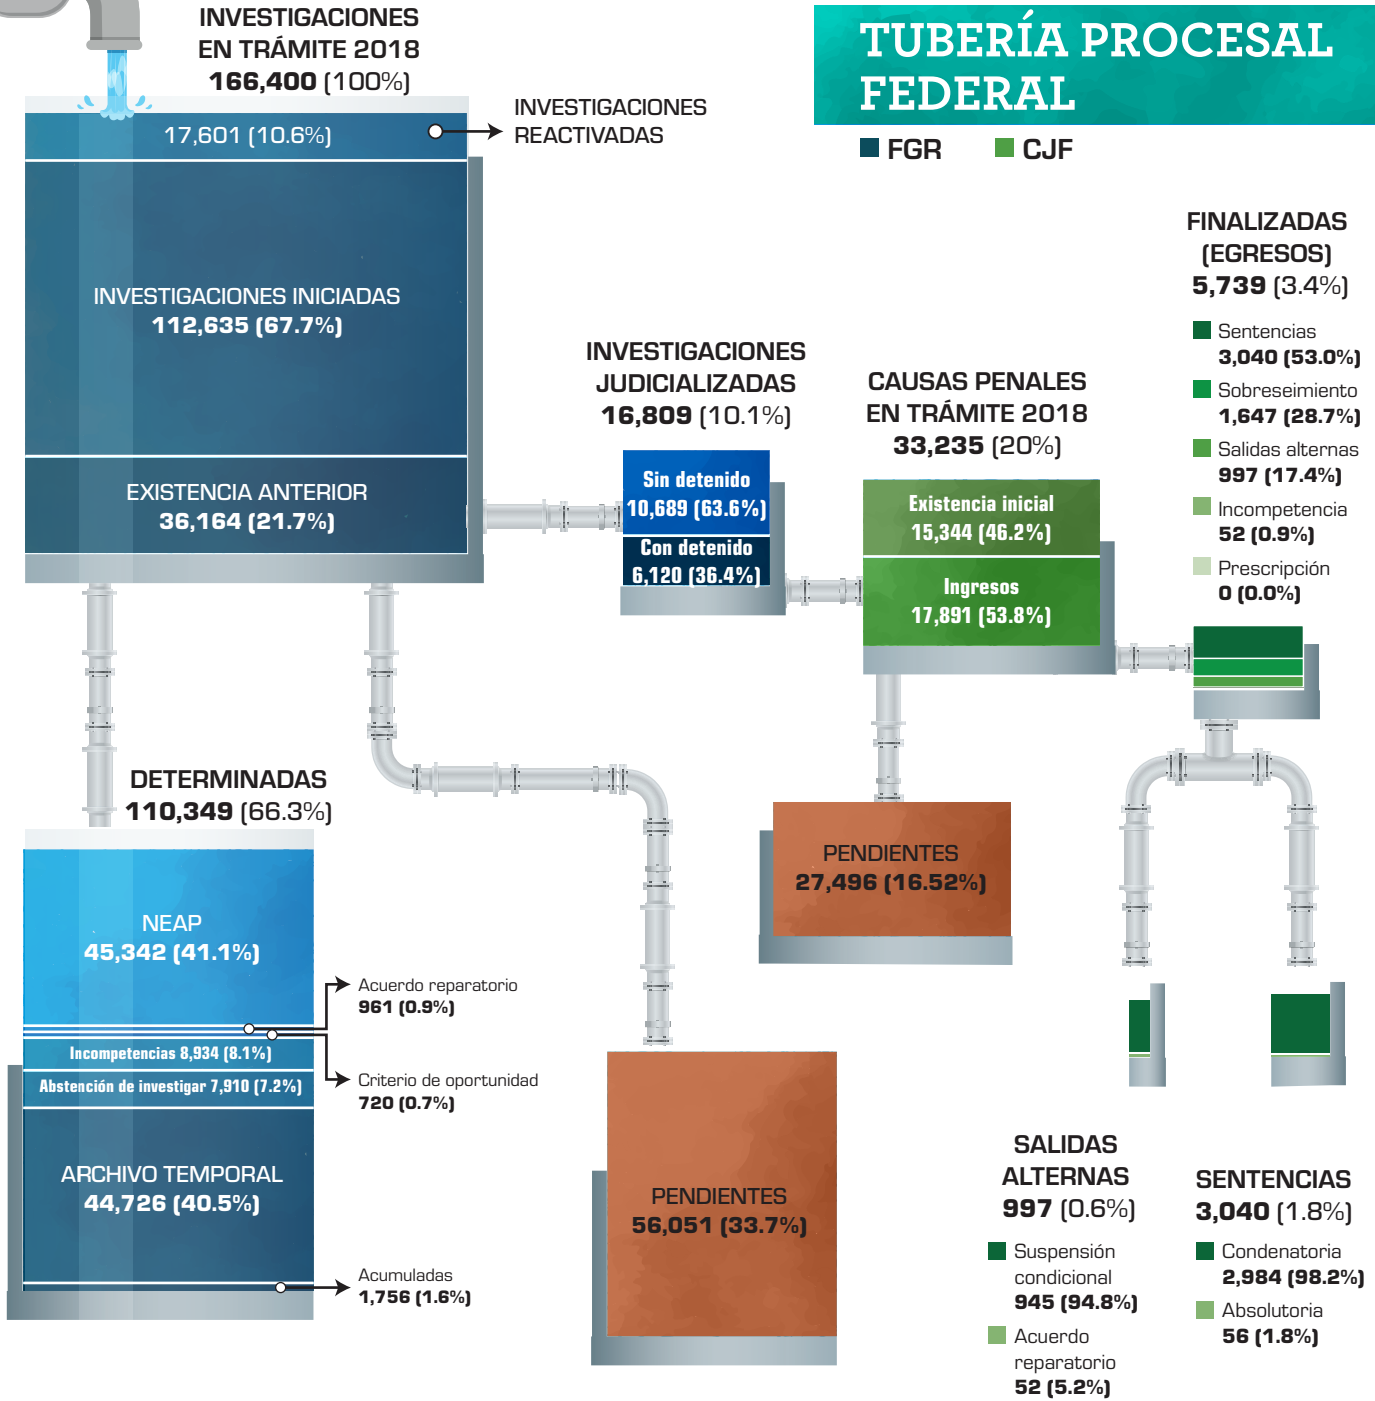 INVESTIGACIONES
EN TRÁMITE 2018
166,400 (100%)
TUBERÍA PROCESAL
FEDERAL
FGR
CJF
17,601 (10.6%)
INVESTIGACIONES
REACTIVADAS
INVESTIGACIONES INICIADAS
112,635 (67.7%)
EXISTENCIA ANTERIOR
36,164 (21.7%)
INVESTIGACIONES
JUDICIALIZADAS
16,809 (10.1%)
Sin detenido
10,689 (63.6%)
Con detenido
6,120 (36.4%)
CAUSAS PENALES
EN TRÁMITE 2018
33,235 (20%)
Existencia inicial
15,344 (46.2%)
Ingresos
17,891 (53.8%)
FINALIZADAS
(EGRESOS)
5,739 (3.4%)
Sentencias
3,040 (53.0%)
Sobreseimiento
1,647 (28.7%)
Salidas alternas
997 (17.4%)
Incompetencia
52 (0.9%)
Prescripción
0 (0.0%)
DETERMINADAS
110,349 (66.3%)
NEAP
45,342 (41.1%)
Acuerdo reparatorio
961 (0.9%)
Incompetencias 8,934 (8.1%)
Abstención de investigar 7,910 (7.2%)
Criterio de oportunidad
720 (0.7%)
ARCHIVO TEMPORAL
44,726 (40.5%)
Acumuladas
1,756 (1.6%)
PENDIENTES
56,051 (33.7%)
PENDIENTES
27,496 (16.52%)
SALIDAS
ALTERNAS
997 (0.6%)
Suspensión
condicional
945 (94.8%)
Acuerdo
reparatorio
52 (5.2%)
SENTENCIAS
3,040 (1.8%)
Condenatoria
2,984 (98.2%)
Absolutoria
56 (1.8%)